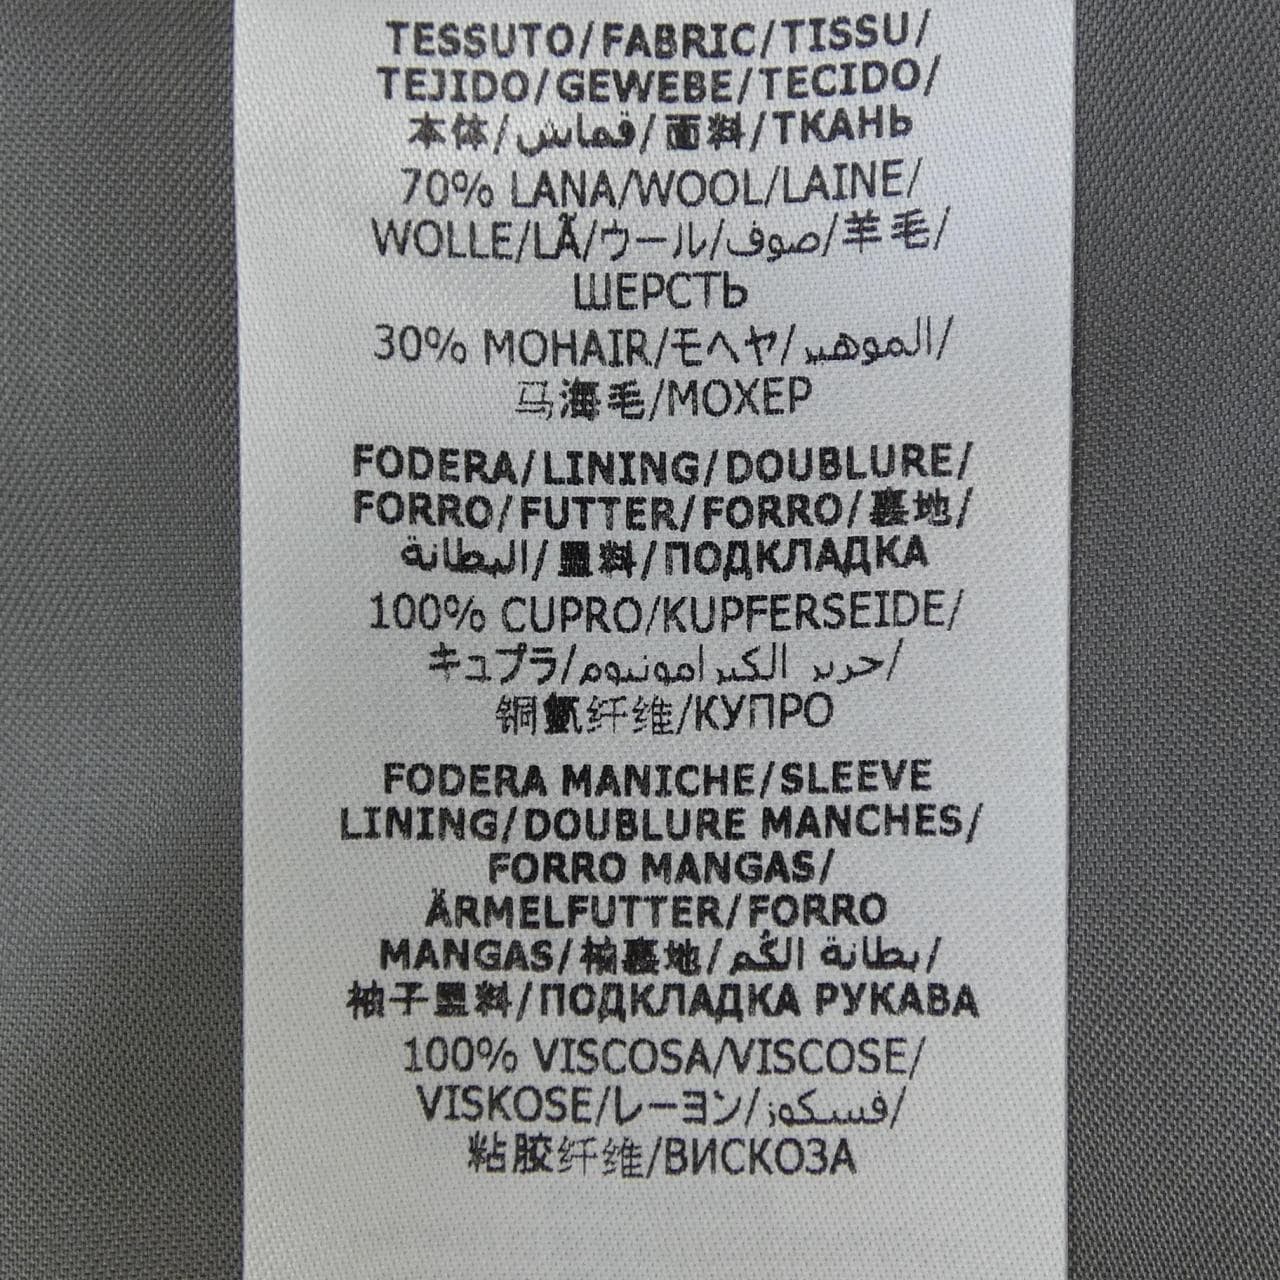 TESSUTO/FABRIC/TISSU/
TEJIDO/GEWEBE/TECIDO/
本体/قماش/面料/ТКАНЬ
70% LANA/WOOL/LAINE/
WOLLE/LÃ/ウール/صوف/羊毛/
ШЕРСТЬ
30% MOHAIR/モヘヤ/الموهير/
马海毛/МОХЕР
FODERA/LINING/DOUBLURE/
FORRO/FUTTER/FORRO/裏地/
البطانة/里料/ПОДКЛАДКА
100% CUPRO/KUPFERSEIDE/
キュプラ/حرير الكبرامونيوم/
铜氨纤维/КУПРО
FODERA MANICHE/SLEEVE
LINING/DOUBLURE MANCHES/
FORRO MANGAS/
ÄRMELFUTTER/FORRO
MANGAS/袖裏地/بطانة الكُم/
袖子里料/ПОДКЛАДКА РУКАВА
100% VISCOSA/VISCOSE/
VISKOSE/レーヨン/فسكوز/
粘胶纤维/ВИСКОЗА